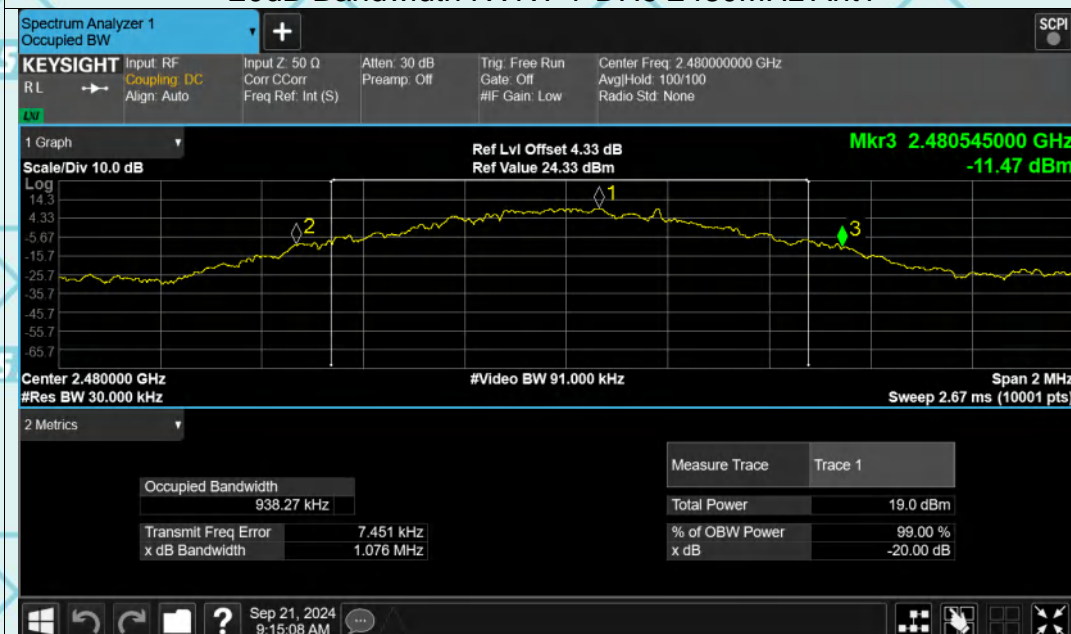 Spectrum Analyzer 1
Occupied BW
+
SCPI
KEYSIGHT
RL
LXI
Input: RF
Coupling: DC
Align: Auto
Input Z: 50 Ω
Corr CCorr
Freq Ref: Int (S)
Atten: 30 dB
Preamp: Off
Trig: Free Run
Gate: Off
#IF Gain: Low
Center Freq: 2.480000000 GHz
Avg|Hold: 100/100
Radio Std: None
1 Graph
Scale/Div 10.0 dB
Ref Lvl Offset 4.33 dB
Ref Value 24.33 dBm
Mkr3 2.480545000 GHz
-11.47 dBm
Log
14.3
4.33
-5.67
-15.7
-25.7
-35.7
-45.7
-55.7
-65.7
1
2
3
Center 2.480000 GHz
#Res BW 30.000 kHz
#Video BW 91.000 kHz
Span 2 MHz
Sweep 2.67 ms (10001 pts)
2 Metrics
Occupied Bandwidth
938.27 kHz
Transmit Freq Error 7.451 kHz
x dB Bandwidth 1.076 MHz
Measure Trace Trace 1
Total Power 19.0 dBm
% of OBW Power 99.00 %
x dB -20.00 dB
?
Sep 21, 2024
9:15:08 AM